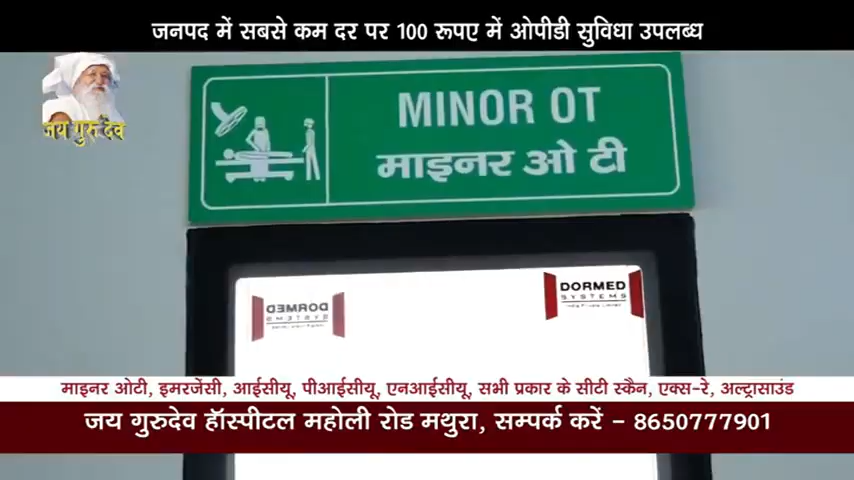 जनपद में सबसे कम दर पर 100 रूपए में ओपीडी सुविधा उपलब्ध
जय गुरु देव
MINOR OT
माइनर ओ टी
DORMED
SYSTEMS
DORMED
SYSTEMS
माइनर ओटी, इमरजेंसी, आईसीयू, पीआईसीयू, एनआईसीयू, सभी प्रकार के सीटी स्कैन, एक्स-रे, अल्ट्रासाउंड
जय गुरुदेव हॉस्पीटल महोली रोड मथुरा, सम्पर्क करें - 8650777901